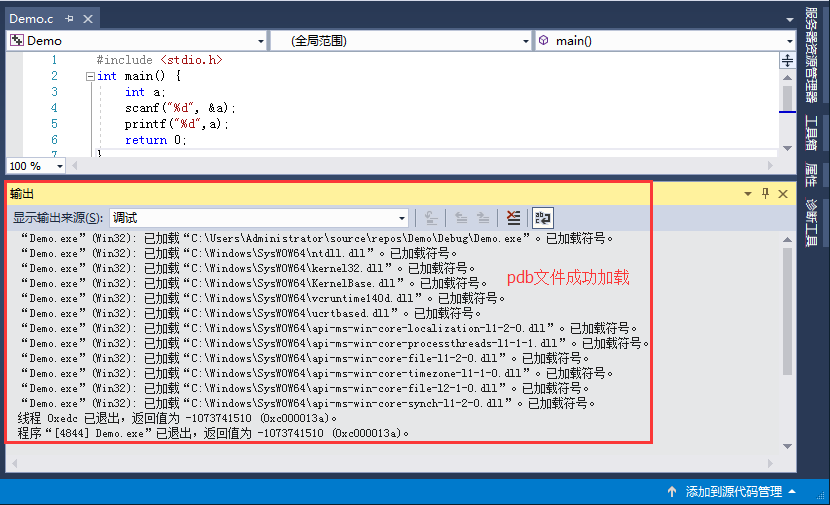 Demo.c
Demo
(全局范围)
main()
1 #include <stdio.h>
2 int main() {
3 int a;
4 scanf("%d", &a);
5 printf("%d",a);
6 return 0;
7 }
100 %
输出
显示输出来源(S): 调试
“Demo.exe”(Win32): 已加载“C:\Users\Administrator\source\repos\Demo\Debug\Demo.exe”。已加载符号。
“Demo.exe”(Win32): 已加载“C:\Windows\SysWOW64\ntdll.dll”。已加载符号。
“Demo.exe”(Win32): 已加载“C:\Windows\SysWOW64\kernel32.dll”。已加载符号。
“Demo.exe”(Win32): 已加载“C:\Windows\SysWOW64\KernelBase.dll”。已加载符号。
“Demo.exe”(Win32): 已加载“C:\Windows\SysWOW64\vcruntime140d.dll”。已加载符号。
“Demo.exe”(Win32): 已加载“C:\Windows\SysWOW64\ucrtbased.dll”。已加载符号。
“Demo.exe”(Win32): 已加载“C:\Windows\SysWOW64\api-ms-win-core-localization-l1-2-0.dll”。已加载符号。
“Demo.exe”(Win32): 已加载“C:\Windows\SysWOW64\api-ms-win-core-processthreads-l1-1-1.dll”。已加载符号。
“Demo.exe”(Win32): 已加载“C:\Windows\SysWOW64\api-ms-win-core-file-l1-2-0.dll”。已加载符号。
“Demo.exe”(Win32): 已加载“C:\Windows\SysWOW64\api-ms-win-core-timezone-l1-1-0.dll”。已加载符号。
“Demo.exe”(Win32): 已加载“C:\Windows\SysWOW64\api-ms-win-core-file-l2-1-0.dll”。已加载符号。
“Demo.exe”(Win32): 已加载“C:\Windows\SysWOW64\api-ms-win-core-synch-l1-2-0.dll”。已加载符号。
线程 0xedc 已退出，返回值为 -1073741510 (0xc000013a)。
程序“[4844] Demo.exe”已退出，返回值为 -1073741510 (0xc000013a)。
pdb文件成功加载
服务器资源管理器
工具箱
属性
诊断工具
添加到源代码管理